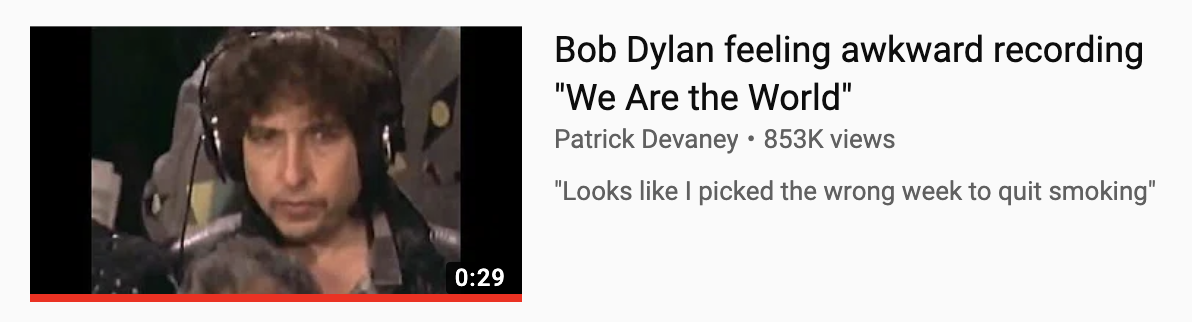 Bob Dylan feeling awkward recording
"We Are the World"
Patrick Devaney • 853K views
"Looks like I picked the wrong week to quit smoking"
0:29